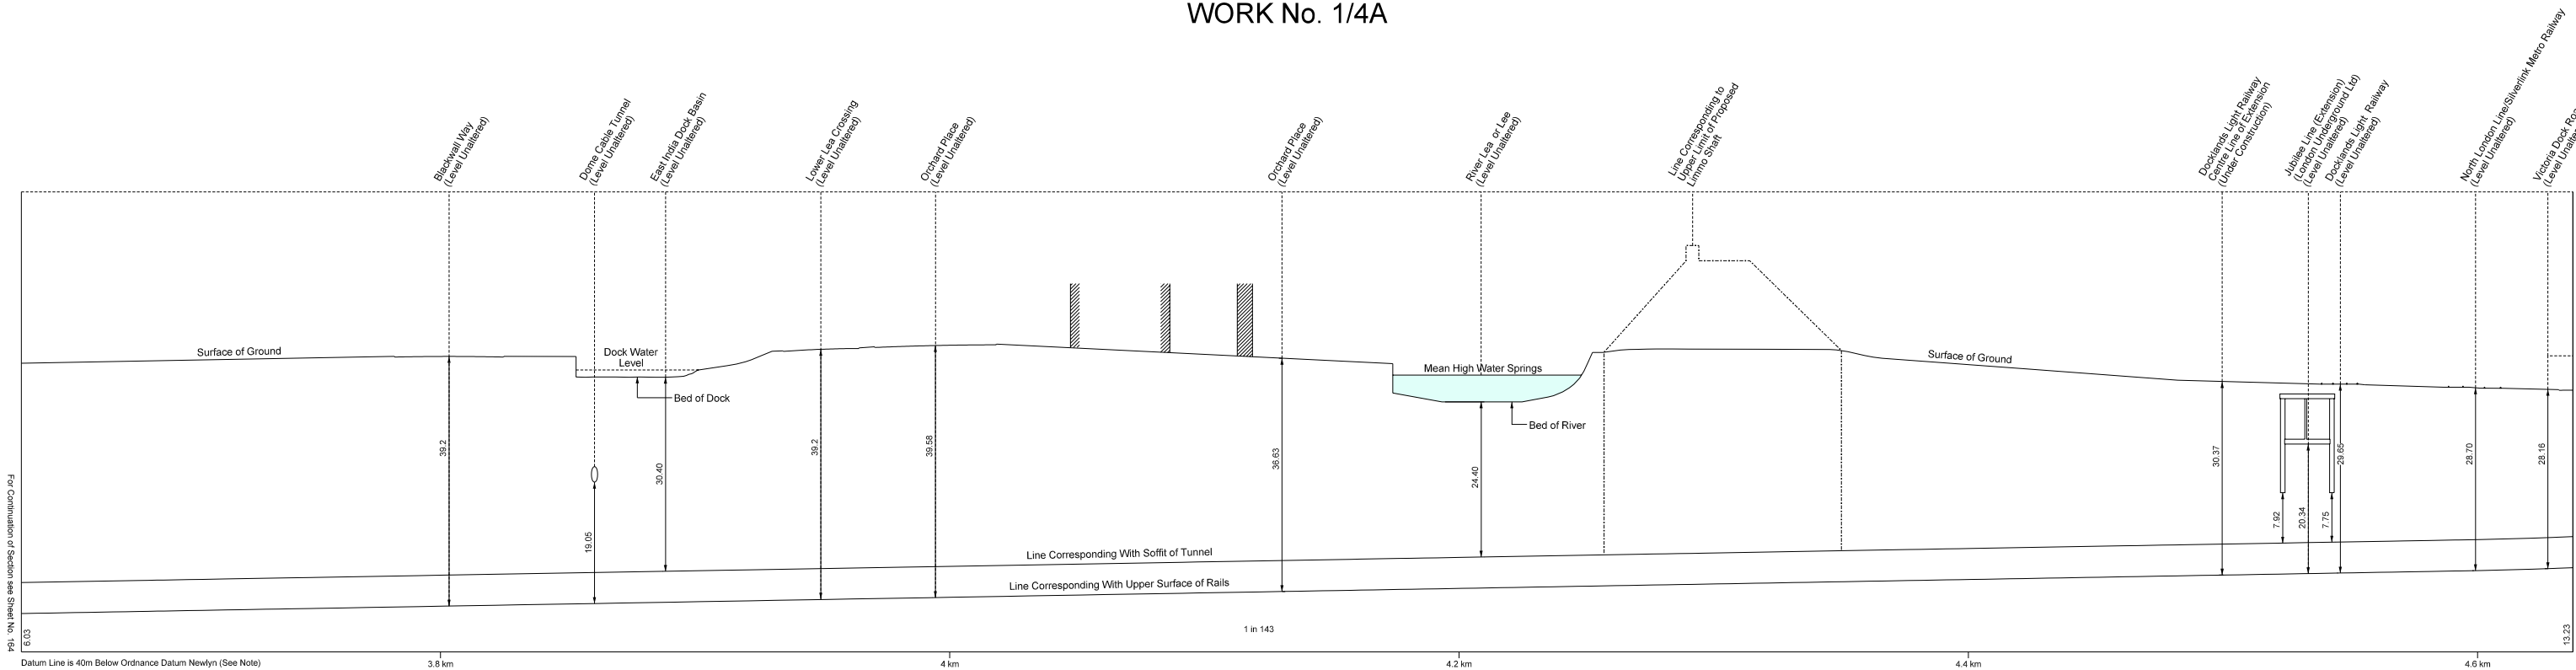 WORK No. 1/4A
Blackwall Way
(Level Unaltered)
Dome Cable Tunnel
(Level Unaltered)
East India Dock Basin
(Level Unaltered)
Lower Lea Crossing
(Level Unaltered)
Orchard Place
(Level Unaltered)
Orchard Place
(Level Unaltered)
River Lea or Lee
(Level Unaltered)
Line Corresponding to
Upper Limit of Proposed
Limmo Shaft
Docklands Light Railway
Centre Line of Extension
(Under Construction)
Jubilee Line (Extension)
(London Underground Ltd)
(Level Unaltered)
Docklands Light Railway
(Level Unaltered)
North London Line/Silverlink Metro Railway
(Level Unaltered)
Victoria Dock
(Level
Surface of Ground
Dock Water
Level
Bed of Dock
Mean High Water Springs
Bed of River
Surface of Ground
39.2
19.05
30.40
39.2
39.58
36.63
24.40
30.37
7.92
20.34
7.75
29.65
28.70
28.16
Line Corresponding With Soffit of Tunnel
Line Corresponding With Upper Surface of Rails
For Continuation of Section see Sheet No. 164
6.03
1 in 143
13.23
Datum Line is 40m Below Ordnance Datum Newlyn (See Note)
3.8 km
4 km
4.2 km
4.4 km
4.6 km